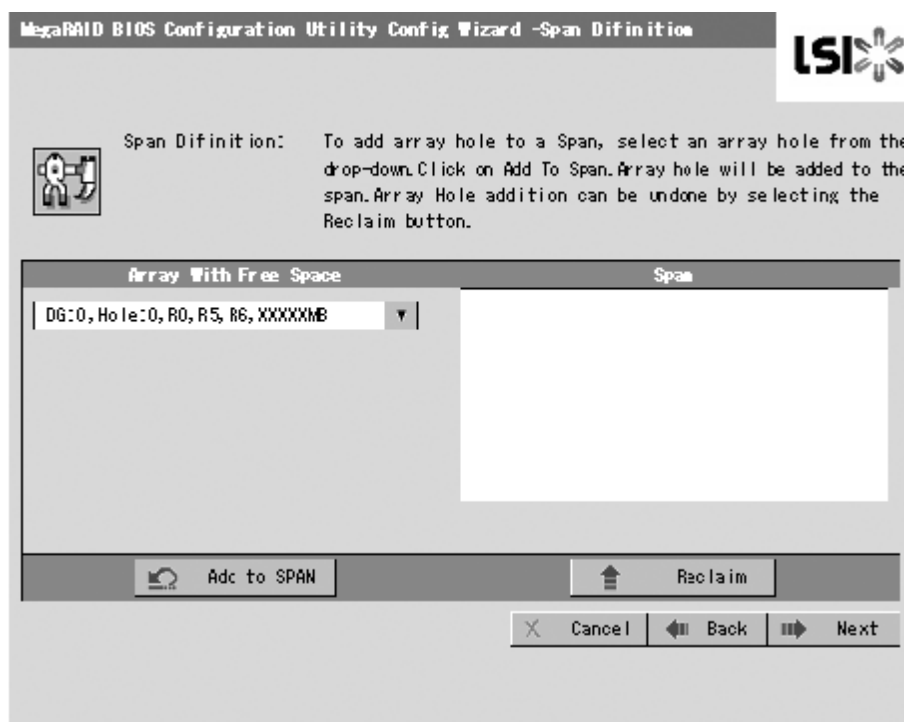 MegaRAID BIOS Configuration Utility Config Wizard -Span Difinition
LSI
Span Difinition:
To add array hole to a Span, select an array hole from the
drop-down.Click on Add To Span.Array hole will be added to the
span.Array Hole addition can be undone by selecting the
Reclaim button.
Array With Free Space
Span
DG:0,Hole:0,R0,R5,R6,XXXXXMB
Add to SPAN
Reclaim
X Cancel
Back
Next